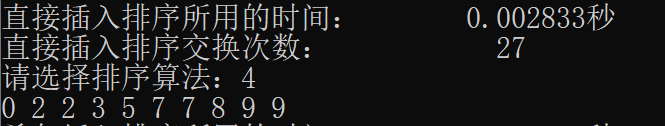 直接插入排序所用的时间: 0.002833秒
直接插入排序交换次数: 27
请选择排序算法: 4
0 2 2 3 5 7 7 8 9 9